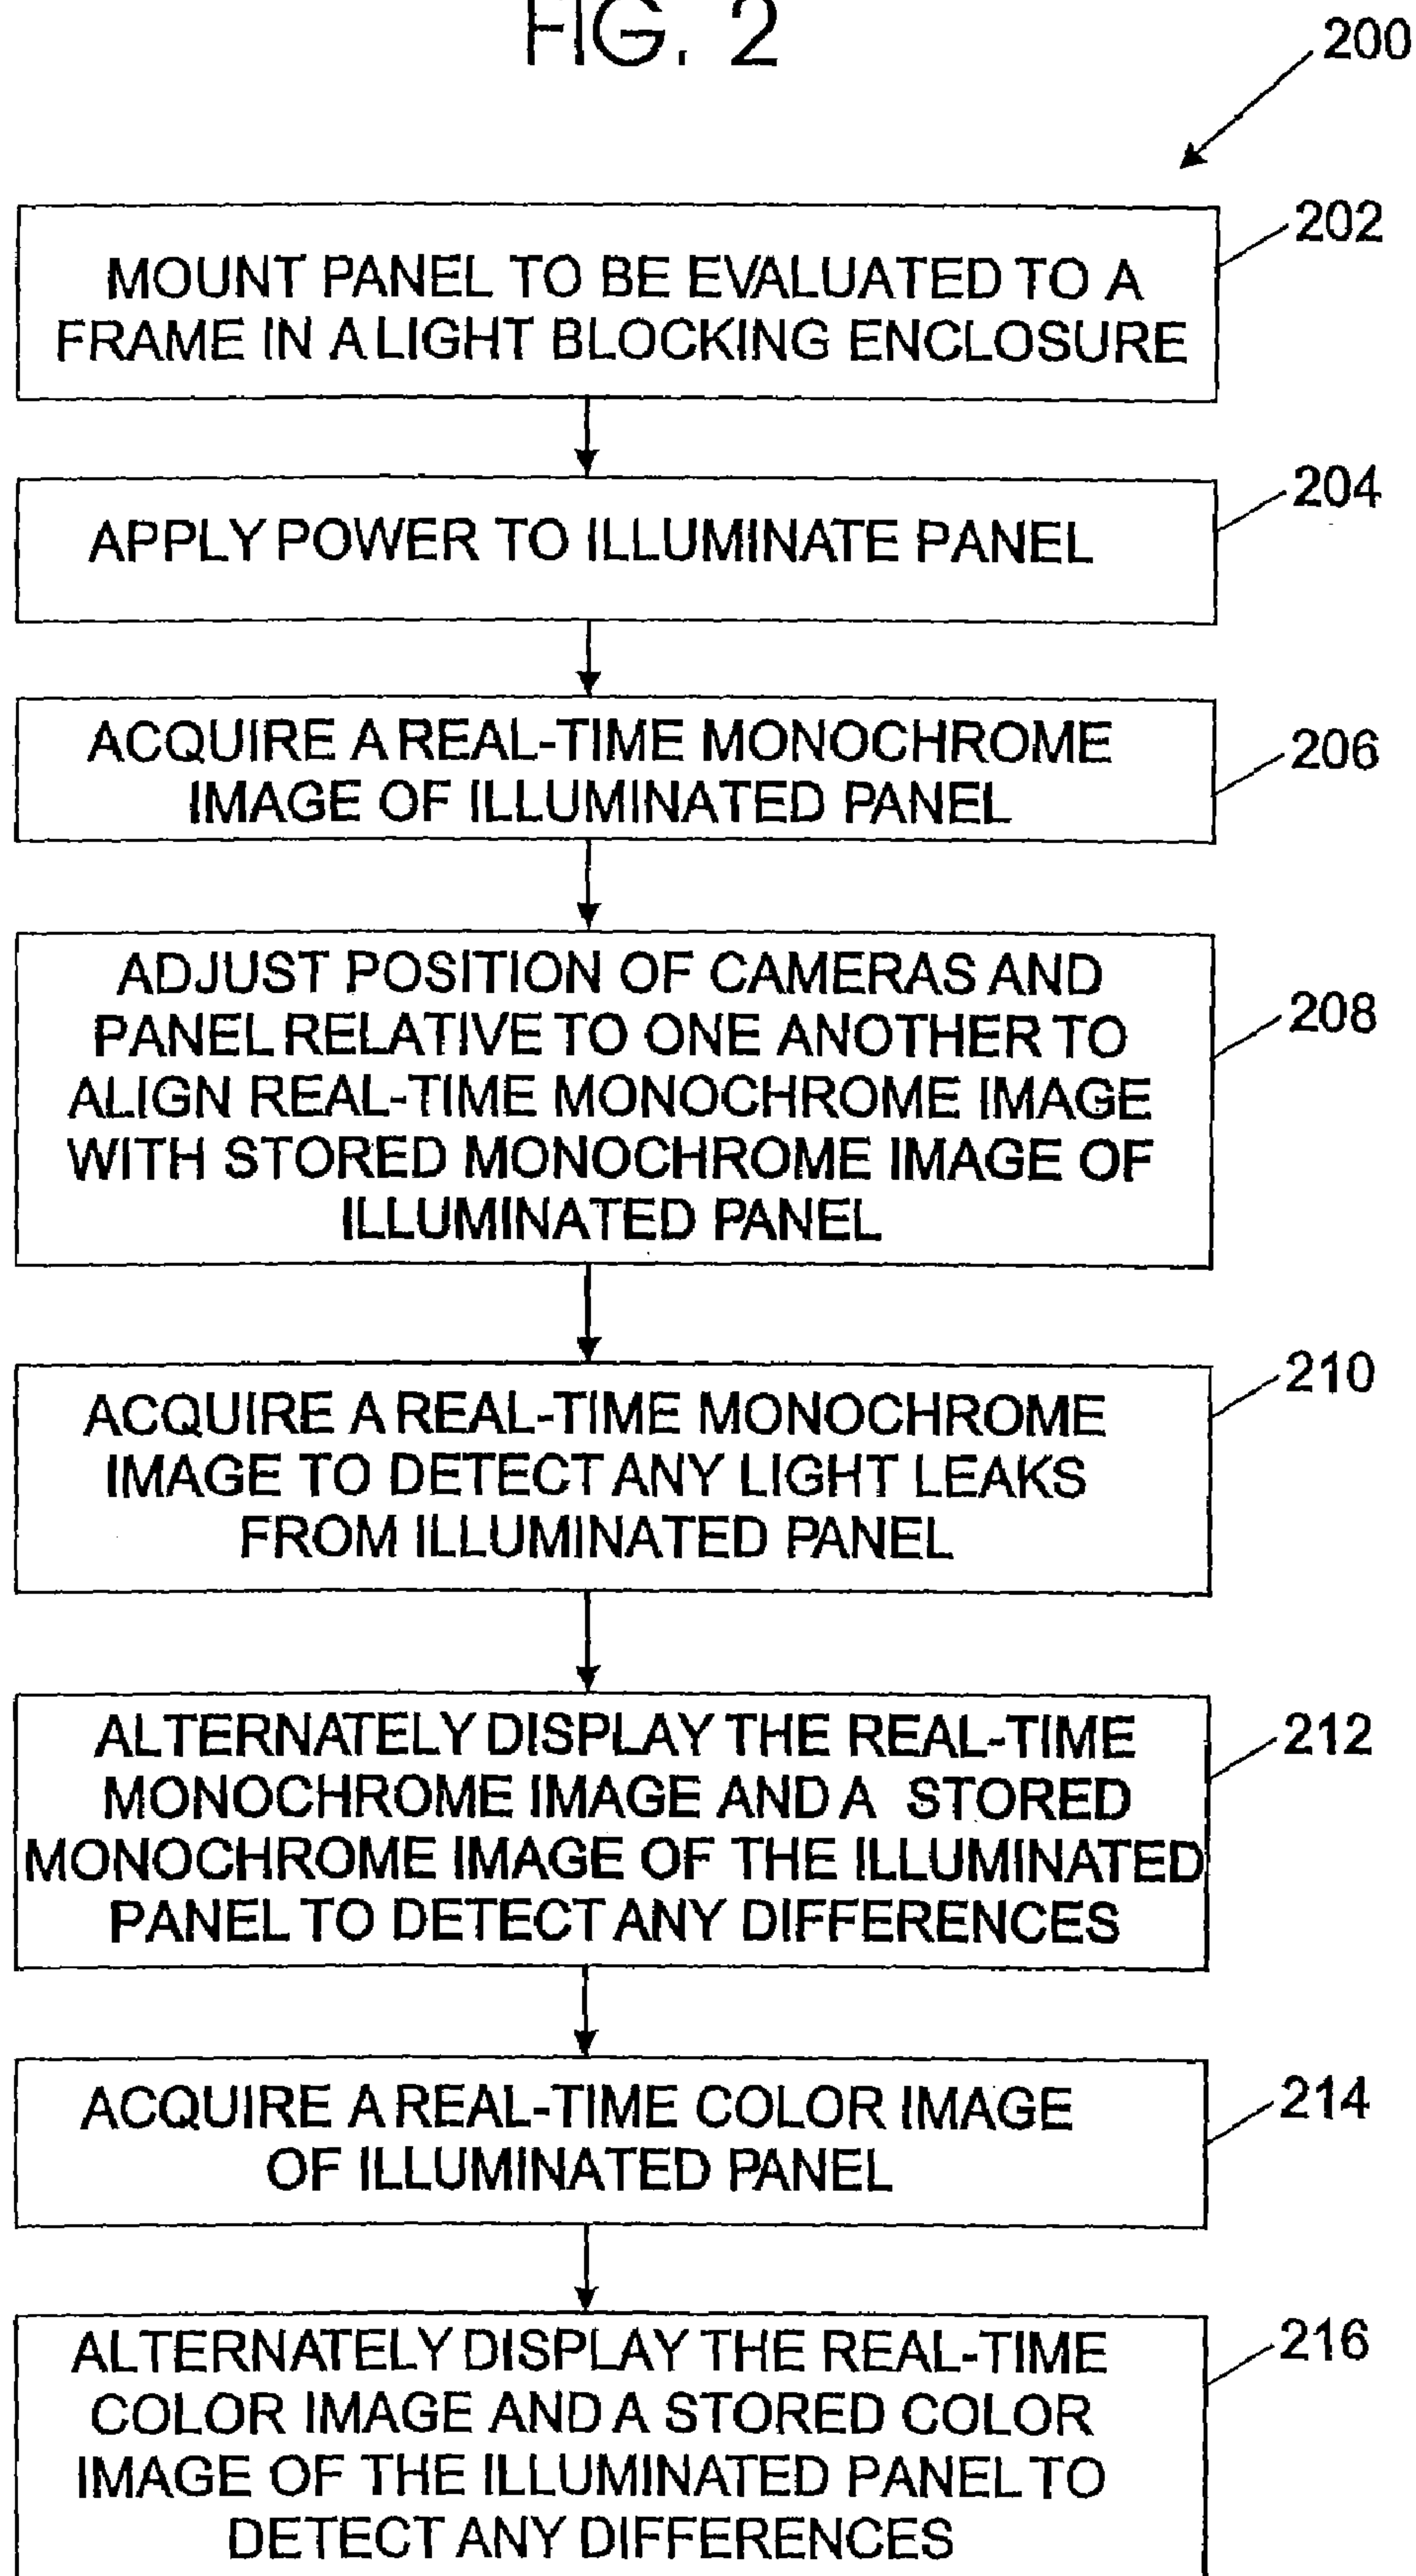 FIG. 2
200
202
MOUNT PANEL TO BE EVALUATED TO A
FRAME IN A LIGHT BLOCKING ENCLOSURE
204
APPLY POWER TO ILLUMINATE PANEL
206
ACQUIRE A REAL-TIME MONOCHROME
IMAGE OF ILLUMINATED PANEL
208
ADJUST POSITION OF CAMERAS AND
PANEL RELATIVE TO ONE ANOTHER TO
ALIGN REAL-TIME MONOCHROME IMAGE
WITH STORED MONOCHROME IMAGE OF
ILLUMINATED PANEL
210
ACQUIRE A REAL-TIME MONOCHROME
IMAGE TO DETECT ANY LIGHT LEAKS
FROM ILLUMINATED PANEL
212
ALTERNATELY DISPLAY THE REAL-TIME
MONOCHROME IMAGE AND A STORED
MONOCHROME IMAGE OF THE ILLUMINATED
PANEL TO DETECT ANY DIFFERENCES
214
ACQUIRE A REAL-TIME COLOR IMAGE
OF ILLUMINATED PANEL
216
ALTERNATELY DISPLAY THE REAL-TIME
COLOR IMAGE AND A STORED COLOR
IMAGE OF THE ILLUMINATED PANEL TO
DETECT ANY DIFFERENCES